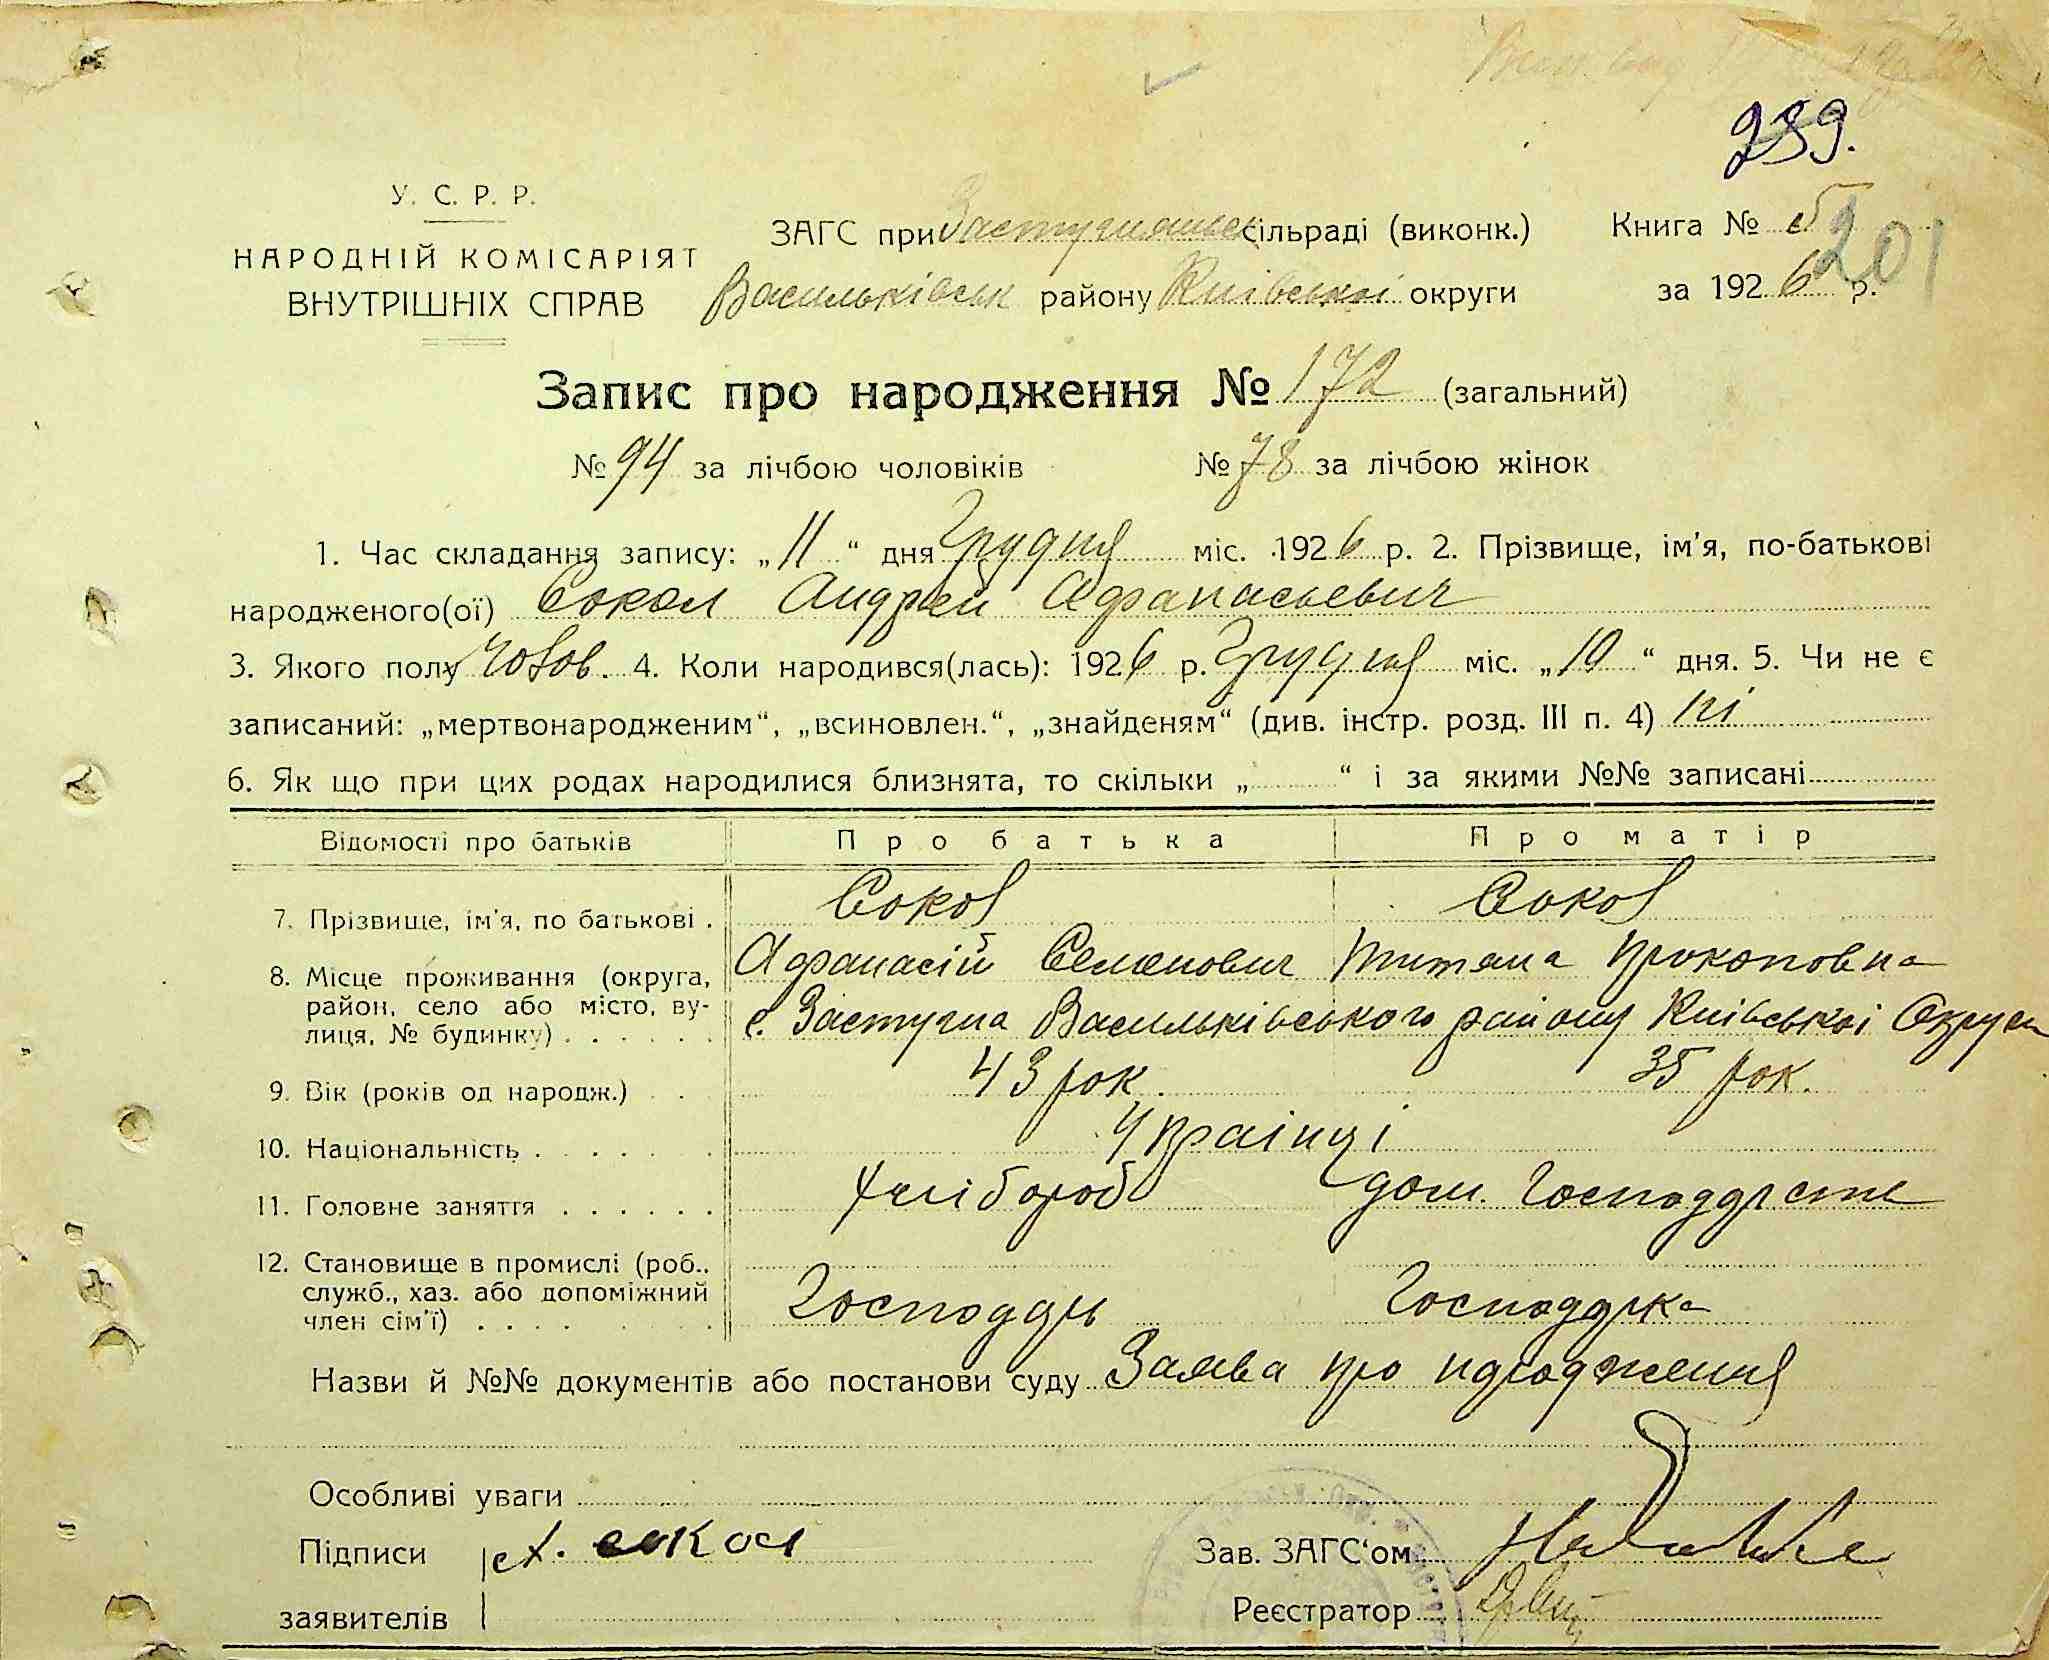 239.
201
У. С. Р. Р.
НАРОДНІЙ КОМІСАРІЯТ
ВНУТРІШНІХ СПРАВ
ЗАГС при Застугнянськ сільраді (виконк.)
Васильківськ району Київської округи
Книга №
за 1926 р.
Запис про народження № 172 (загальний)
№ 94 за лічбою чоловіків № 78 за лічбою жінок
1. Час складання запису: „11“ дня Грудня міс. 1926 р. 2. Прізвище, ім'я, по-батькові
народженого(ої) Сокол Андрей Афанасьевич
3. Якого полу Чолов. 4. Коли народився(лась): 1926 р. Грудня міс. „10“ дня. 5. Чи не є
записаний: „мертвонародженим“, „всиновлен.“, „знайденям“ (див. інстр. розд. III п. 4) ні
6. Як що при цих родах народилися близнята, то скільки „ “ і за якими №№ записані
Відомості про батьків Про батька Про матір
7. Прізвище, ім'я, по батькові . Сокол Сокол
Афанасій Семенович Титяна Прокоповна
8. Місце проживання (округа,
район, село або місто, ву-
лиця, № будинку) . . . . . . с. Застугна Васильківського району Київської Округи
9. Вік (років од народж.) . . 43 рок. 35 рок.
10. Національність . . . . . . Українці
11. Головне заняття . . . . . . Хлібороб дом. Господарств
12. Становище в промислі (роб.,
служб., хаз. або допоміжний
член сім'ї) . . . . Господарь Господарка
Назви й №№ документів або постанови суду Заява про народження
Особливі уваги
Підписи А. Сокол
заявителів
Зав. ЗАГС'ом
Реєстратор